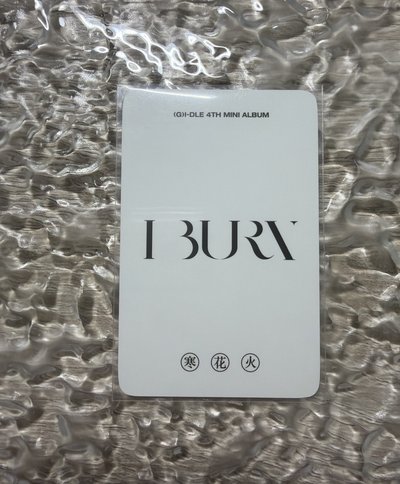 (G)I-DLE 4TH MINI ALBUM
I BURN
寒 花 火